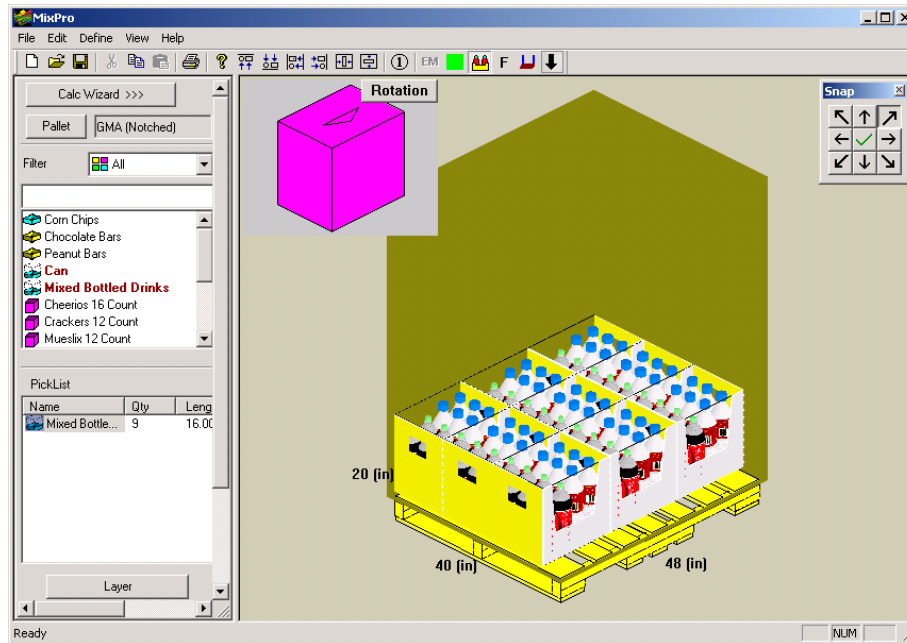 MixPro
File Edit Define View Help
EM F
Calc Wizard >>>
Rotation
Snap
Pallet GMA (Notched)
Filter All
Corn Chips
Chocolate Bars
Peanut Bars
Can
Mixed Bottled Drinks
Cheerios 16 Count
Crackers 12 Count
Mueslix 12 Count
PickList
Name Qty Leng
Mixed Bottle... 9 16.00
20 (in)
40 (in)
48 (in)
Layer
Ready NUM